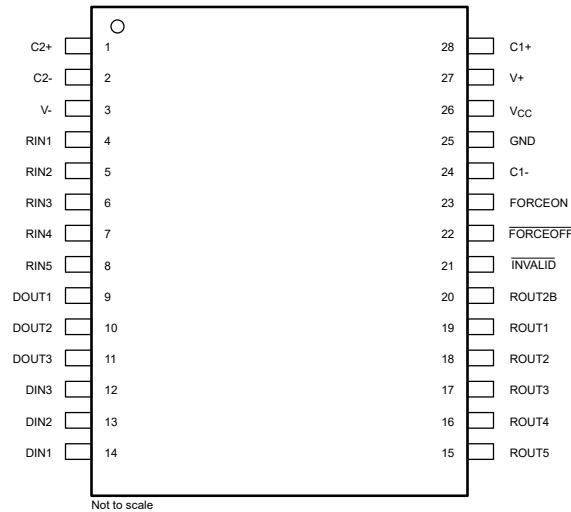 C2+ 1 28 C1+
C2- 2 27 V+
V- 3 26 VCC
RIN1 4 25 GND
RIN2 5 24 C1-
RIN3 6 23 FORCEON
RIN4 7 22 FORCEOFF
RIN5 8 21 INVALID
DOUT1 9 20 ROUT2B
DOUT2 10 19 ROUT1
DOUT3 11 18 ROUT2
DIN3 12 17 ROUT3
DIN2 13 16 ROUT4
DIN1 14 15 ROUT5
Not to scale